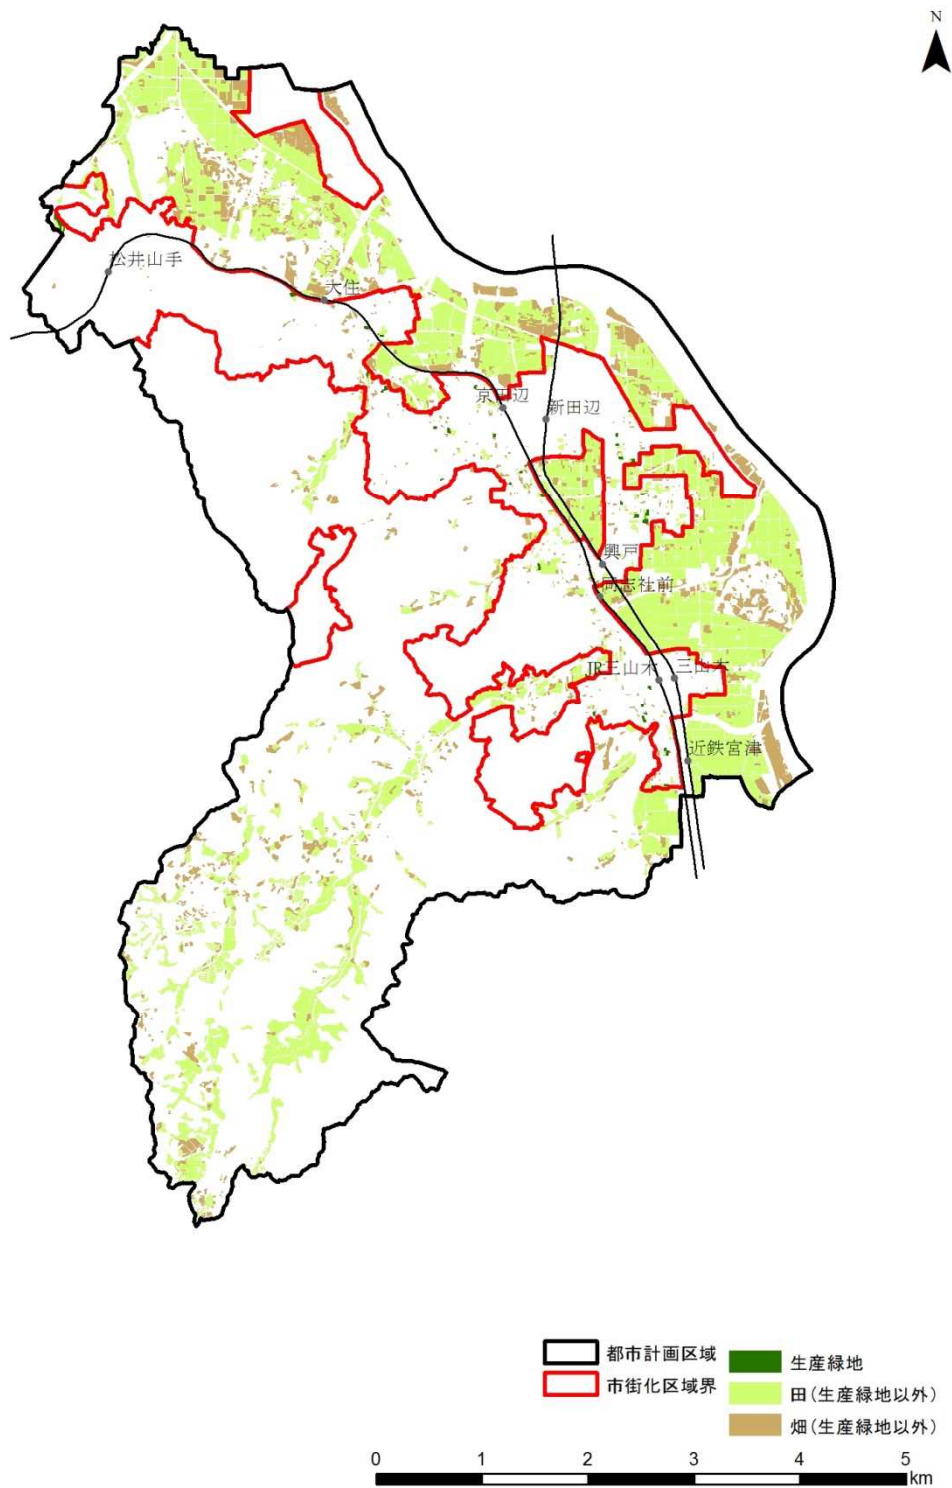 N
松井山手
大住
京田辺
新田辺
興戸
同志社前
JR三山木
三山木
近鉄宮津
都市計画区域
市街化区域界
生産緑地
田(生産緑地以外)
畑(生産緑地以外)
0 1 2 3 4 5
km